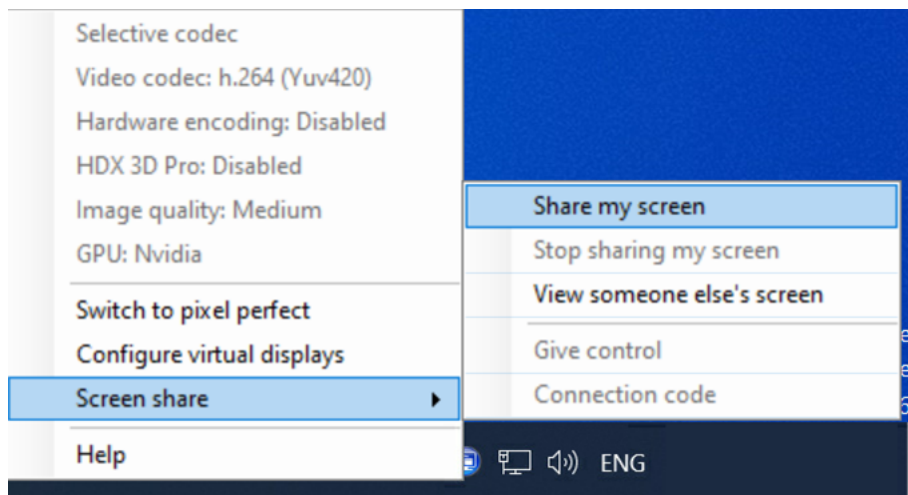 Selective codec
Video codec: h.264 (Yuv420)
Hardware encoding: Disabled
HDX 3D Pro: Disabled
Image quality: Medium
GPU: Nvidia
Switch to pixel perfect
Configure virtual displays
Screen share
Help
Share my screen
Stop sharing my screen
View someone else's screen
Give control
Connection code
ENG